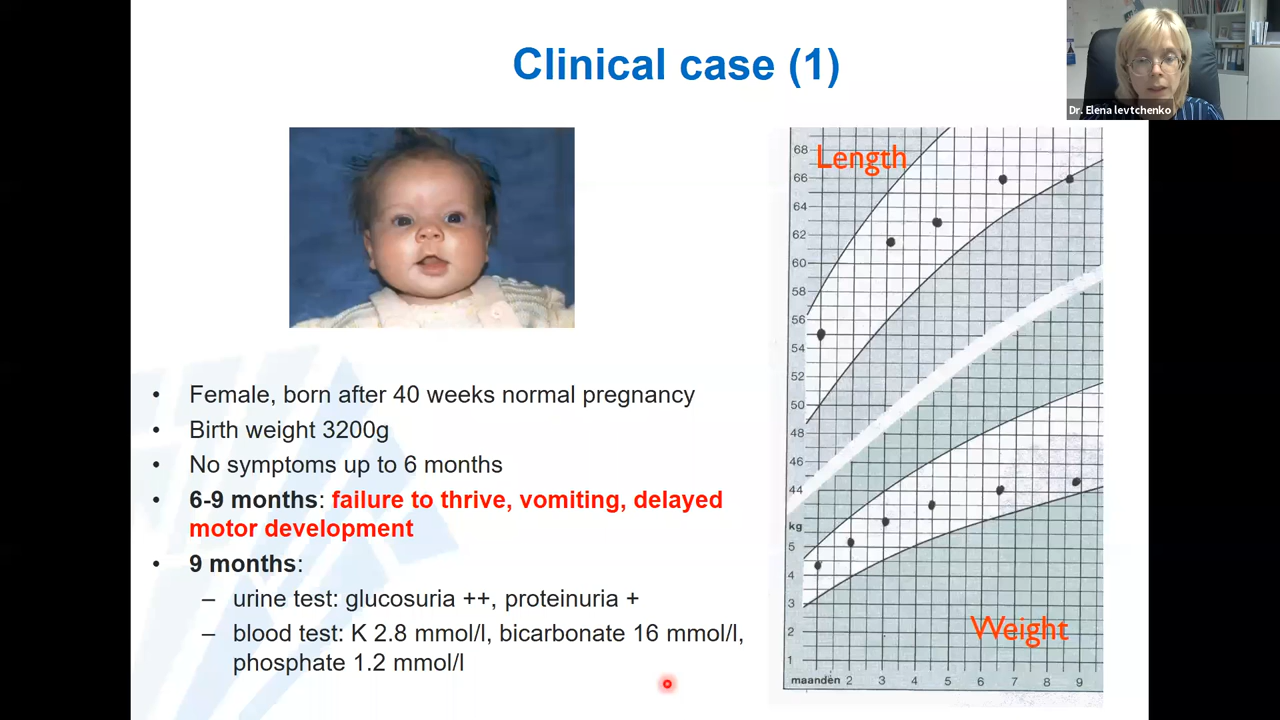 Clinical case (1)
Dr. Elena Ievtchenko
Length
68
66
64
62
60
58
56
54
52
50
48
46
44
kg
5
4
3
2
1
Weight
maanden 2 3 4 5 6 7 8 9
• Female, born after 40 weeks normal pregnancy
• Birth weight 3200g
• No symptoms up to 6 months
• 6-9 months: failure to thrive, vomiting, delayed
motor development
• 9 months:
– urine test: glucosuria ++, proteinuria +
– blood test: K 2.8 mmol/l, bicarbonate 16 mmol/l,
phosphate 1.2 mmol/l